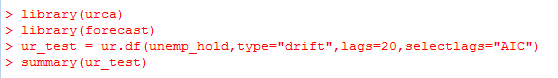 > library(urca)
> library(forecast)
> ur_test = ur.df(unemp_hold,type="drift",lags=20,selectlags="AIC")
> summary(ur_test)